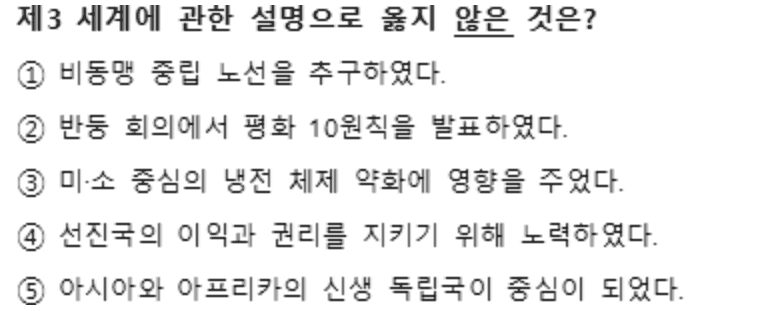 제3 세계에 관한 설명으로 옳지 않은 것은?
① 비동맹 중립 노선을 추구하였다.
② 반둥 회의에서 평화 10원칙을 발표하였다.
③ 미·소 중심의 냉전 체제 약화에 영향을 주었다.
④ 선진국의 이익과 권리를 지키기 위해 노력하였다.
⑤ 아시아와 아프리카의 신생 독립국이 중심이 되었다.